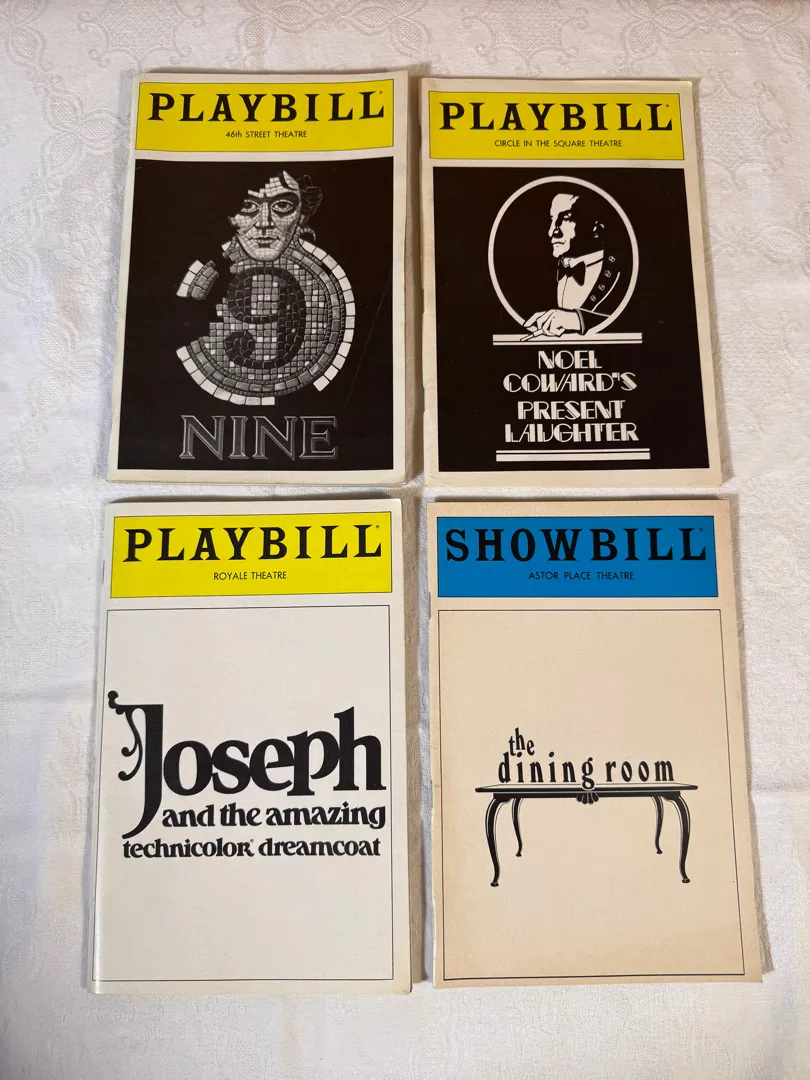 PLAYBILL®
46th STREET THEATRE
9
NINE
PLAYBILL®
CIRCLE IN THE SQUARE THEATRE
NOEL
COWARD"S
PRESENT
LAUGHTER
PLAYBILL®
ROYALE THEATRE
Joseph
and the amazing
technicolor® dreamcoat
SHOWBILL®
ASTOR PLACE THEATRE
the
dining room